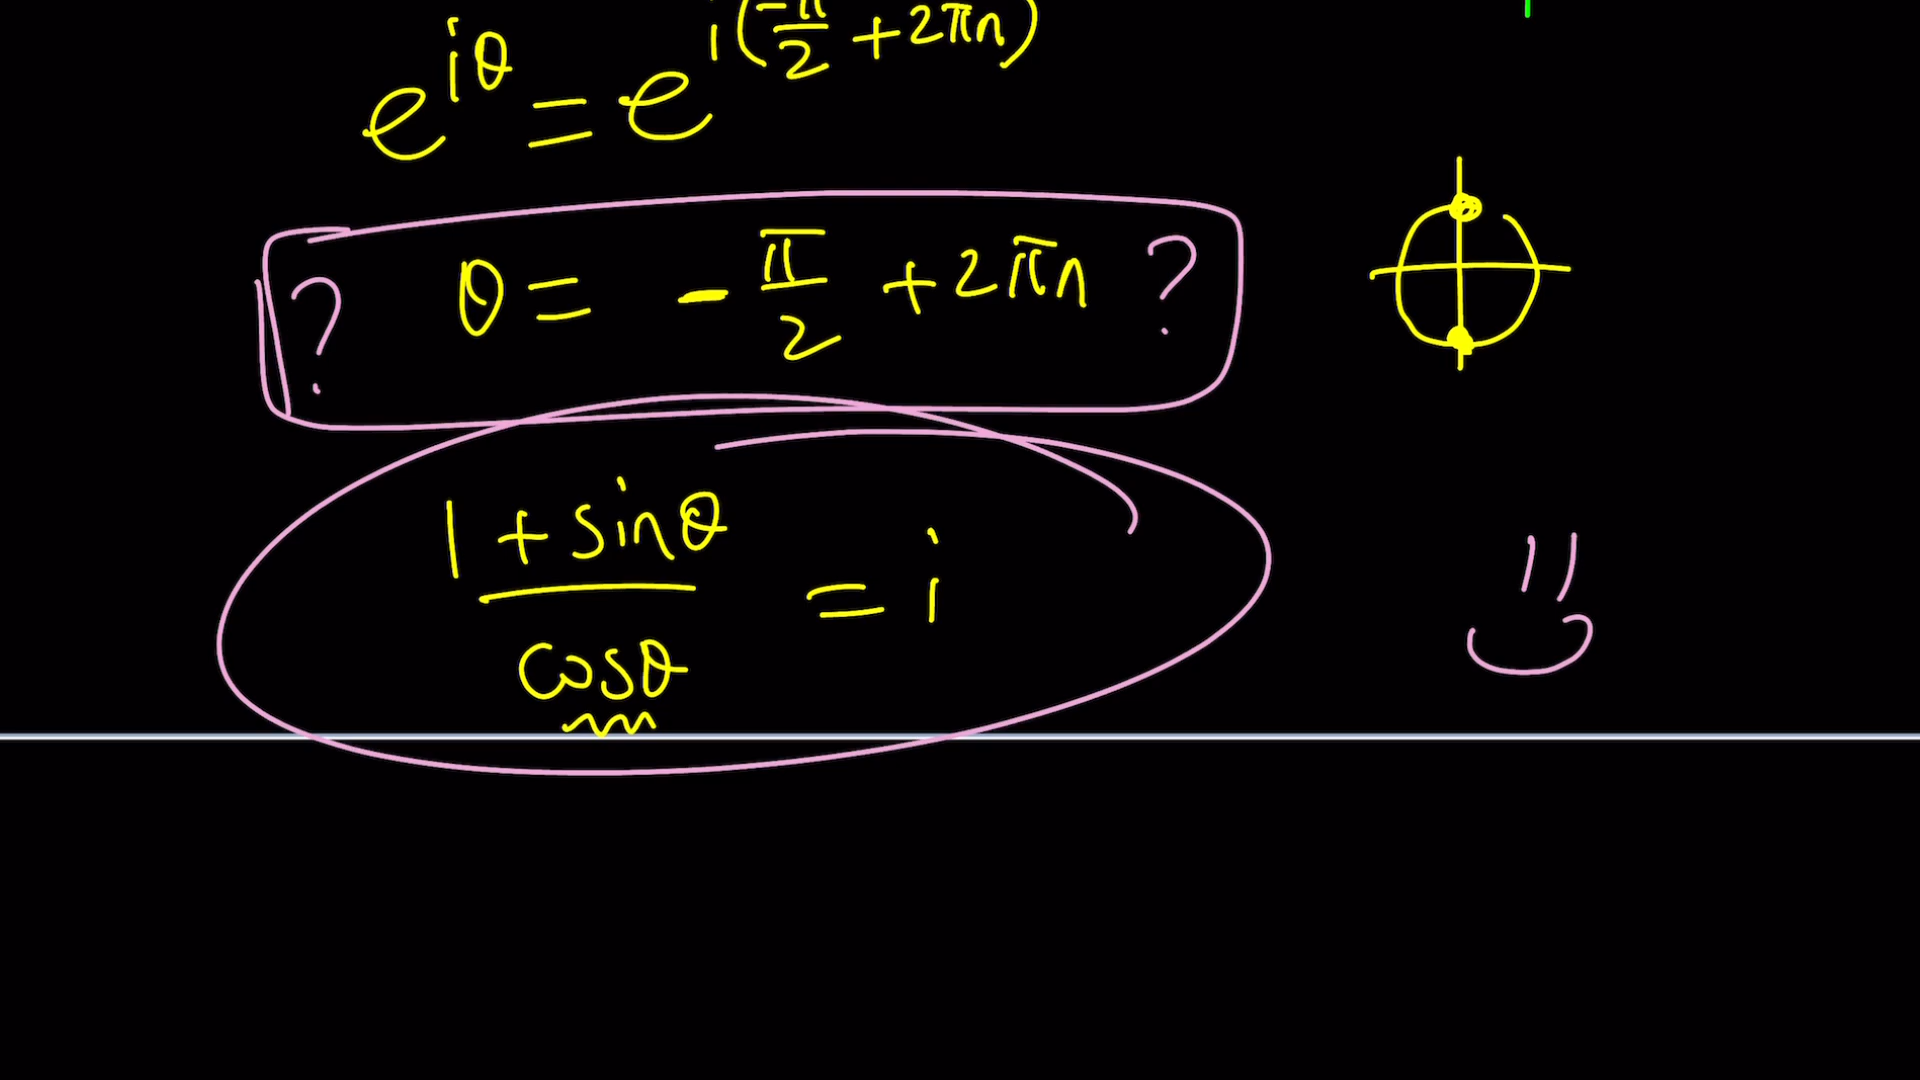 e^{iθ} = e^{i(-π/2 + 2πn)}
? θ = - π/2 + 2πn ?
1 + sinθ
cosθ
= i